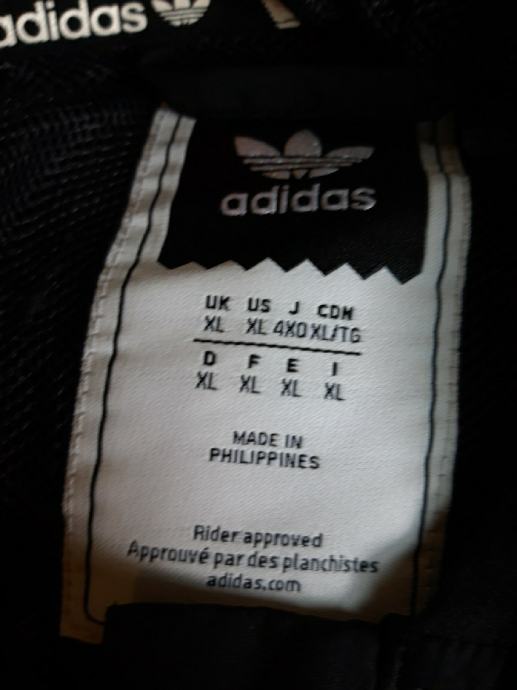 adidas
adidas
UK US J CDN
XL XL 4XO XL/TG
D F E I
XL XL XL XL
MADE IN
PHILIPPINES
Rider approved
Approuvé par des planchistes
adidas.com